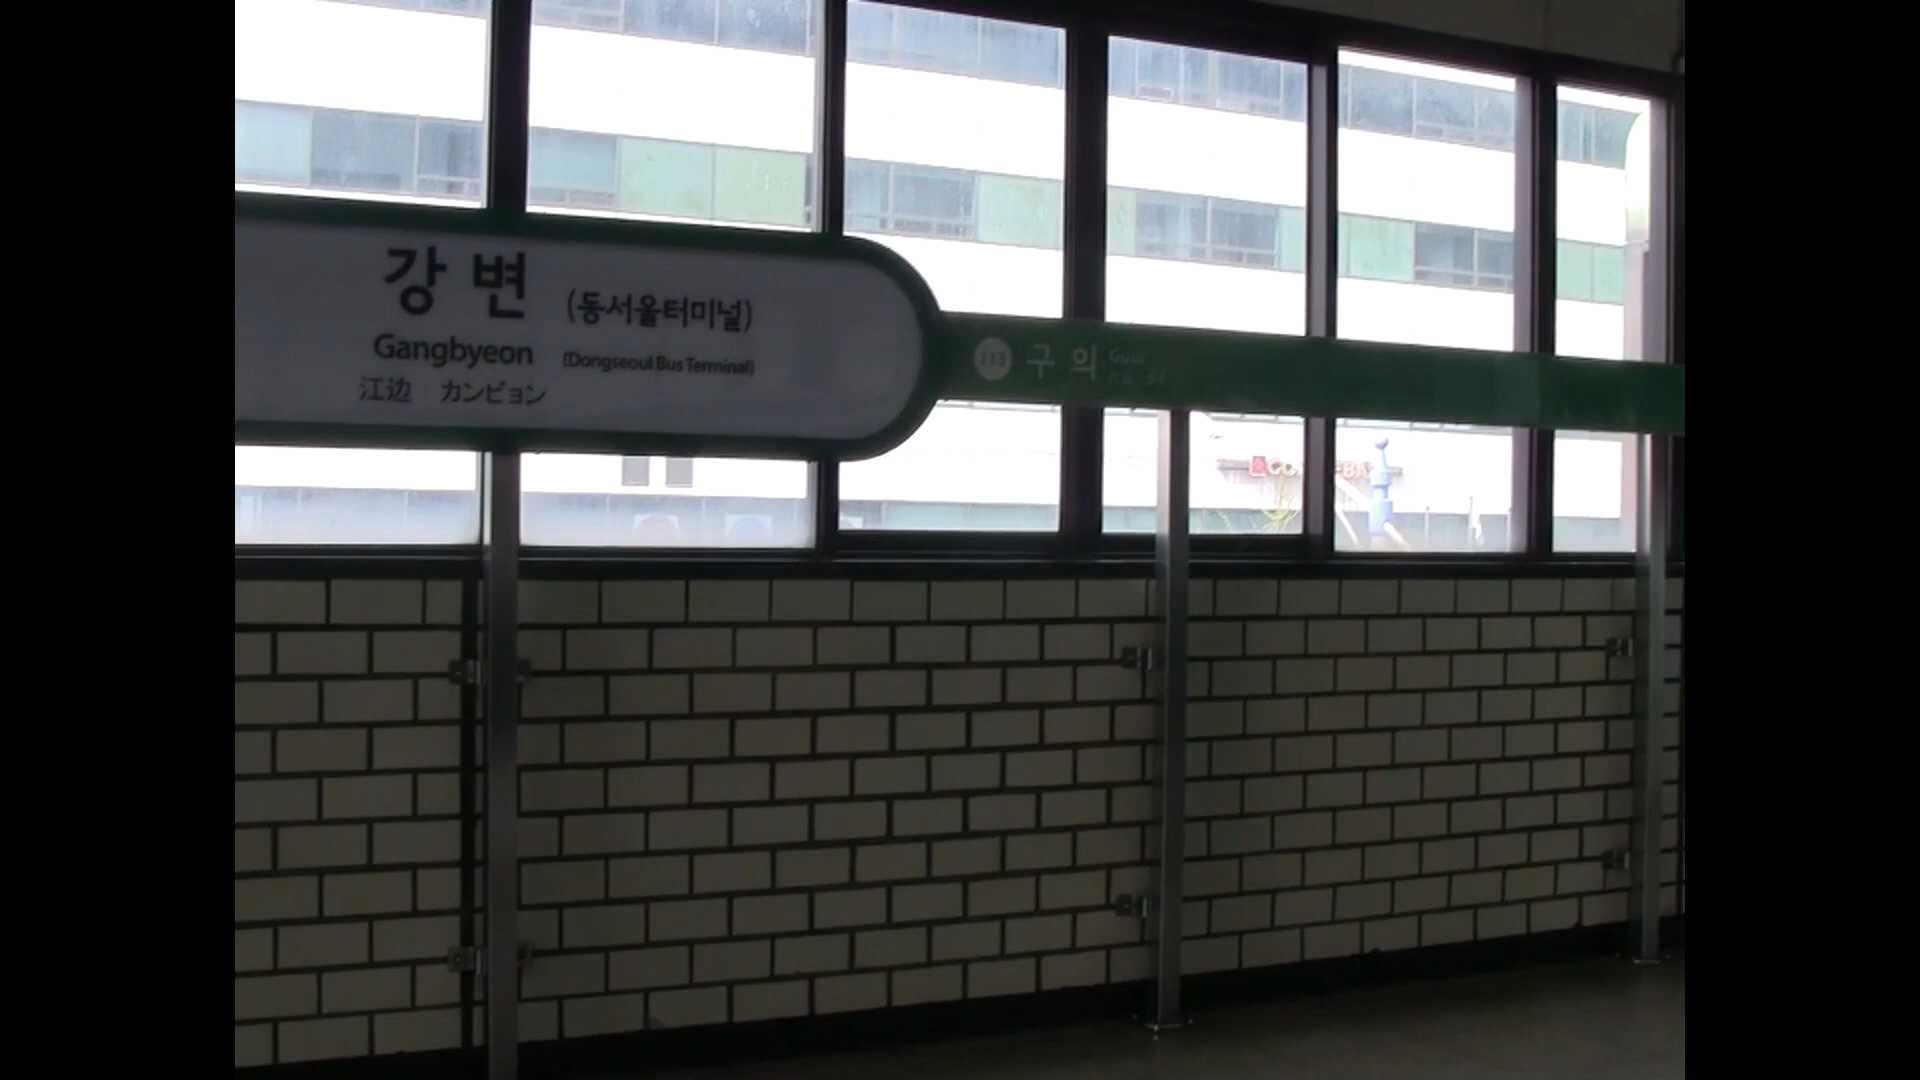 강변 (동서울터미널)
Gangbyeon (Dongseoul Bus Terminal)
江边 カンビョン
213 구의 Guui